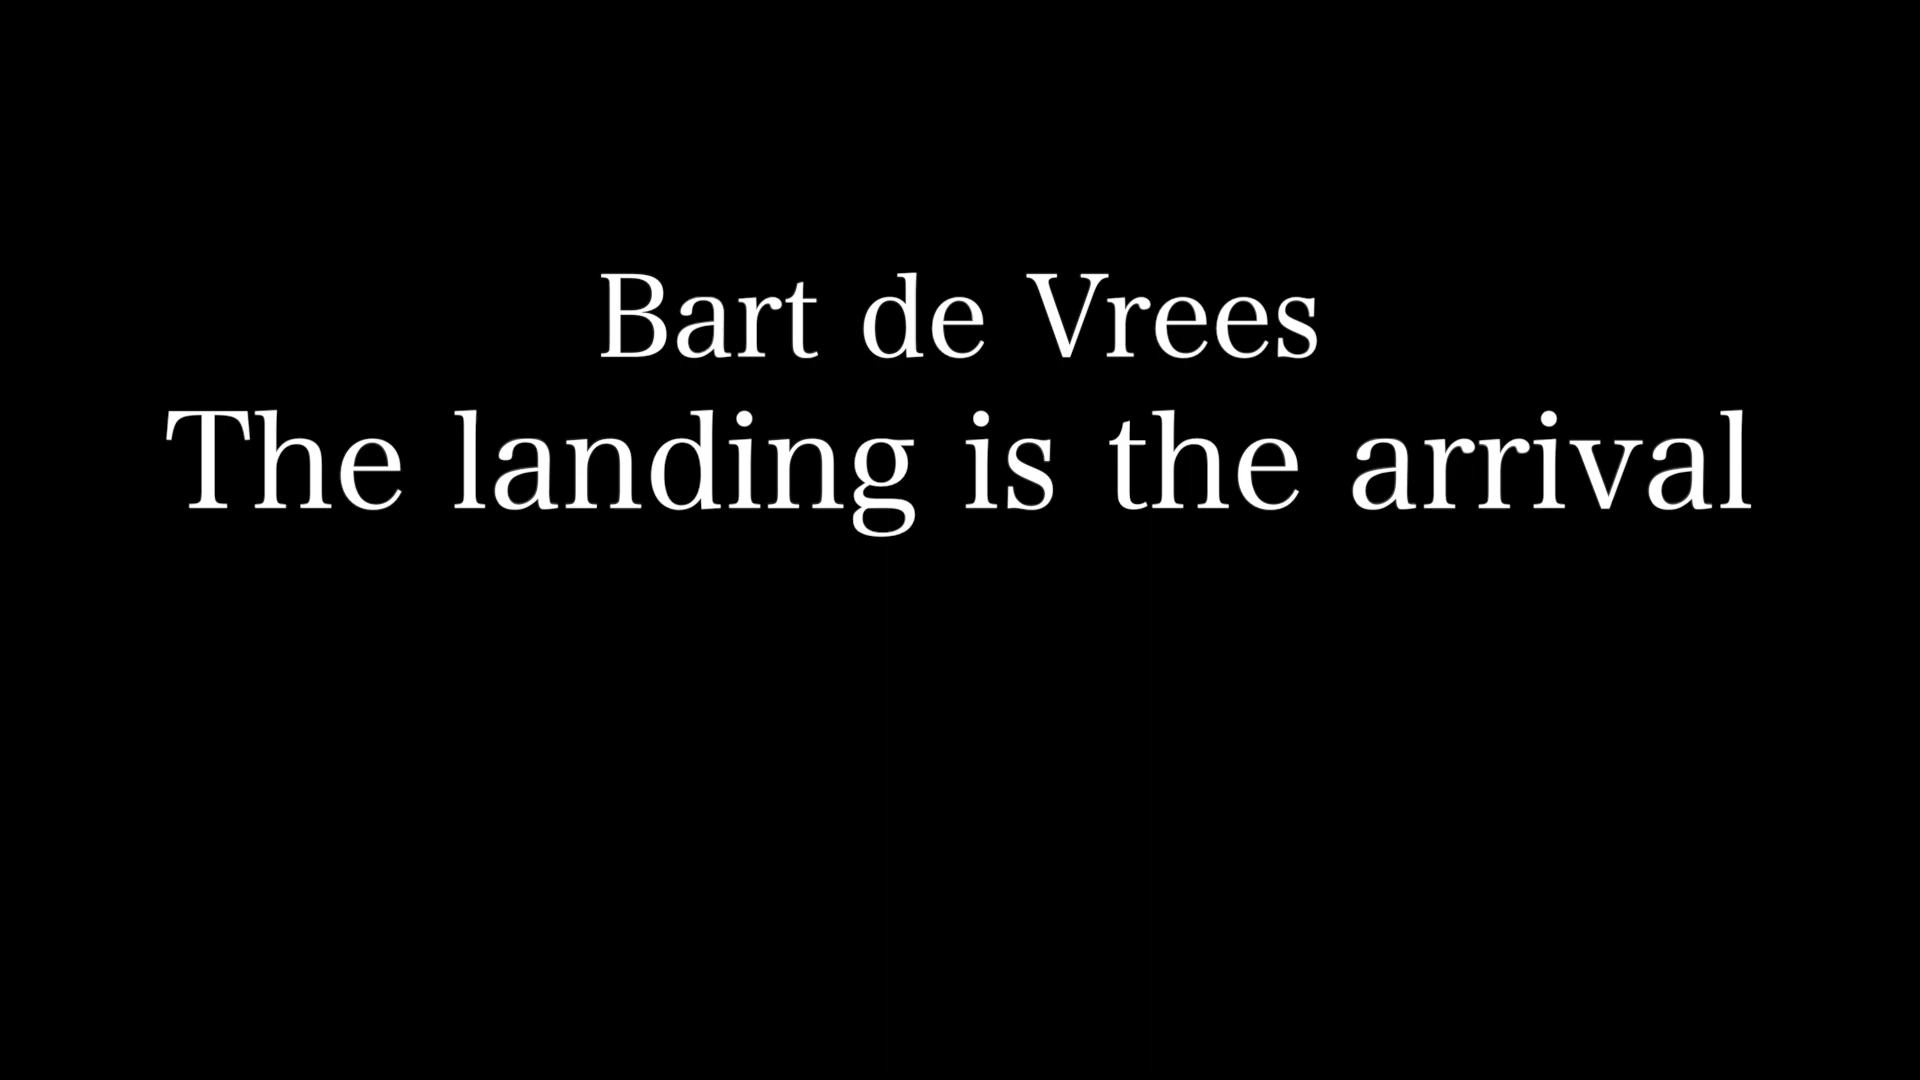 Bart de Vrees
The landing is the arrival